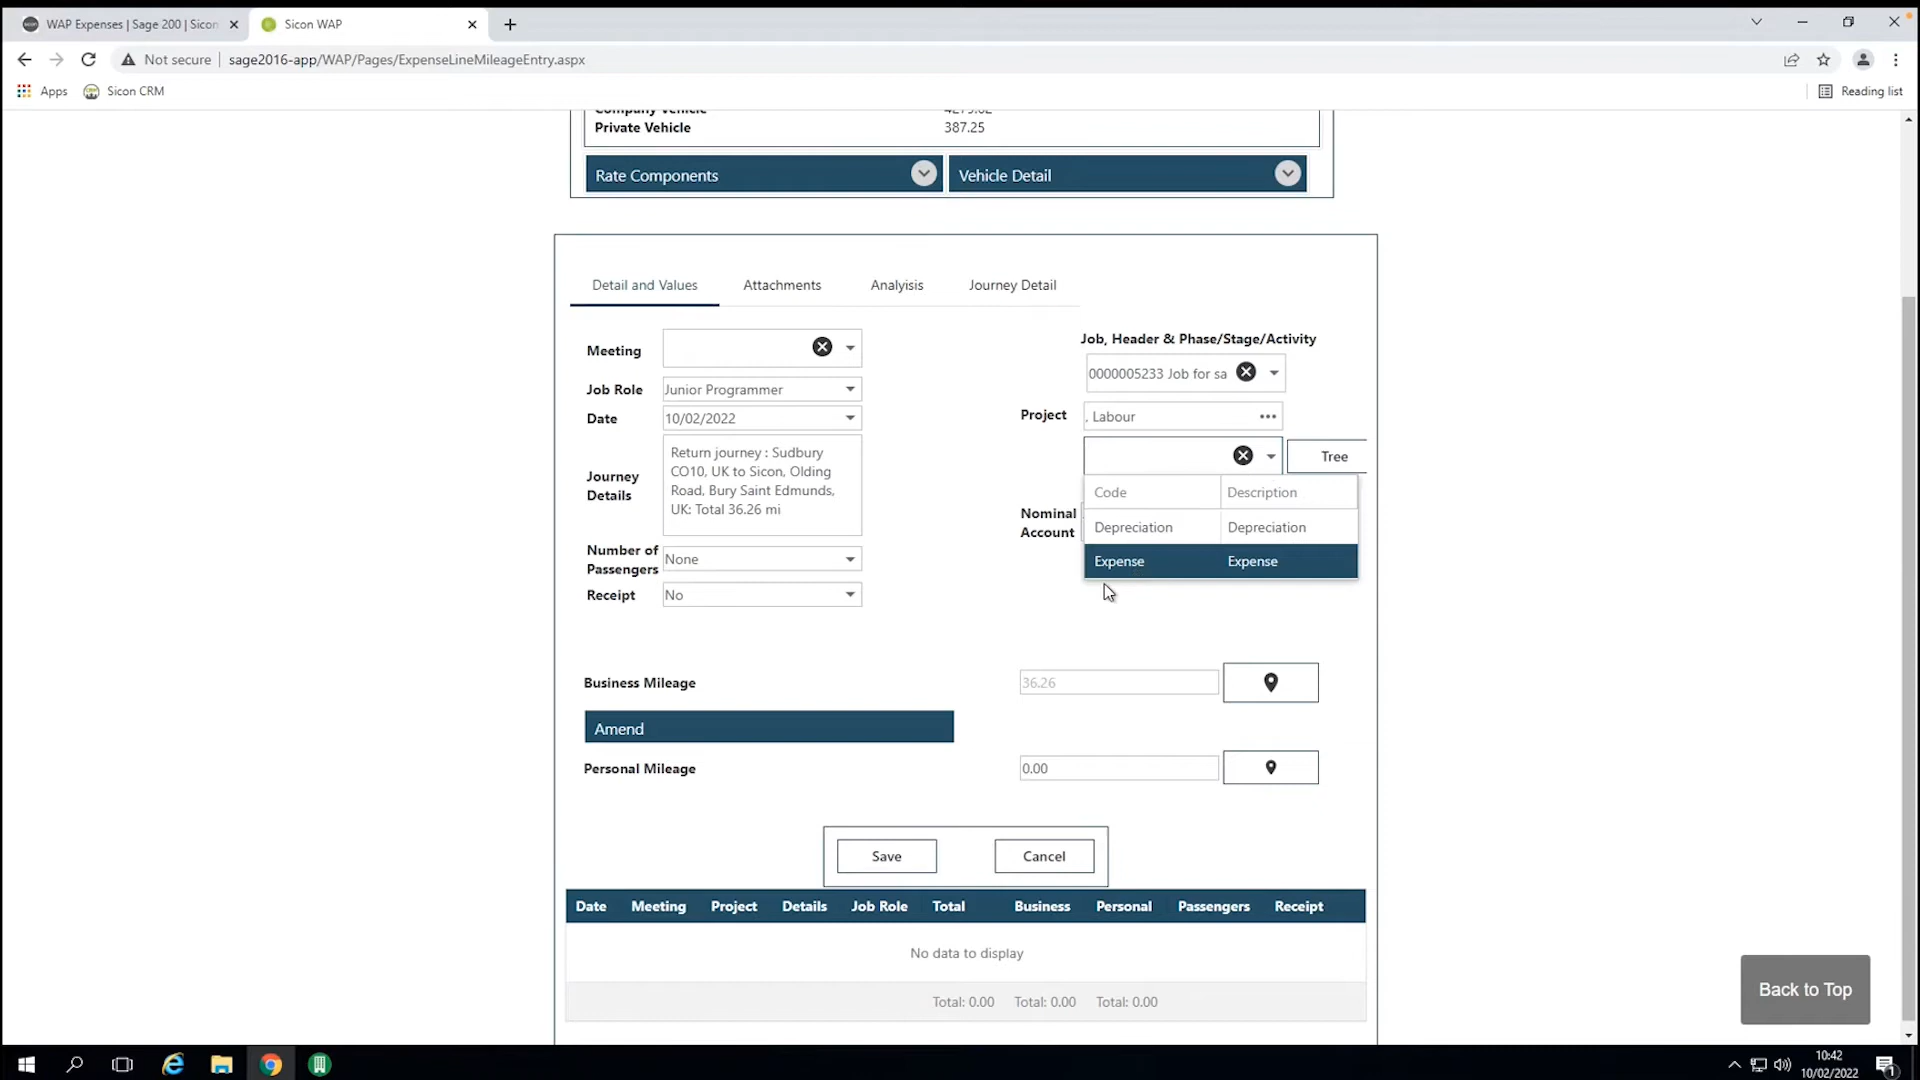 WAP Expenses | Sage 200 | Sicon
Sicon WAP
Not secure
sage2016-app/WAP/Pages/ExpenseLineMileageEntry.aspx
Apps
Sicon CRM
Reading list
Private Vehicle
387.25
Rate Components
Vehicle Detail
Detail and Values
Attachments
Analyisis
Journey Detail
Meeting
Job, Header & Phase/Stage/Activity
0000005233 Job for sa
Job Role
Junior Programmer
Date
10/02/2022
Project
. Labour
Journey
Details
Return journey : Sudbury
CO10, UK to Sicon, Olding
Road, Bury Saint Edmunds,
UK: Total 36.26 mi
Tree
Code
Description
Depreciation
Depreciation
Expense
Expense
Nominal
Account
Number of
Passengers
None
Receipt
No
Business Mileage
36.26
Amend
Personal Mileage
0.00
Save
Cancel
Date
Meeting
Project
Details
Job Role
Total
Business
Personal
Passengers
Receipt
No data to display
Total: 0.00
Total: 0.00
Total: 0.00
Back to Top
10:42
10/02/2022
1